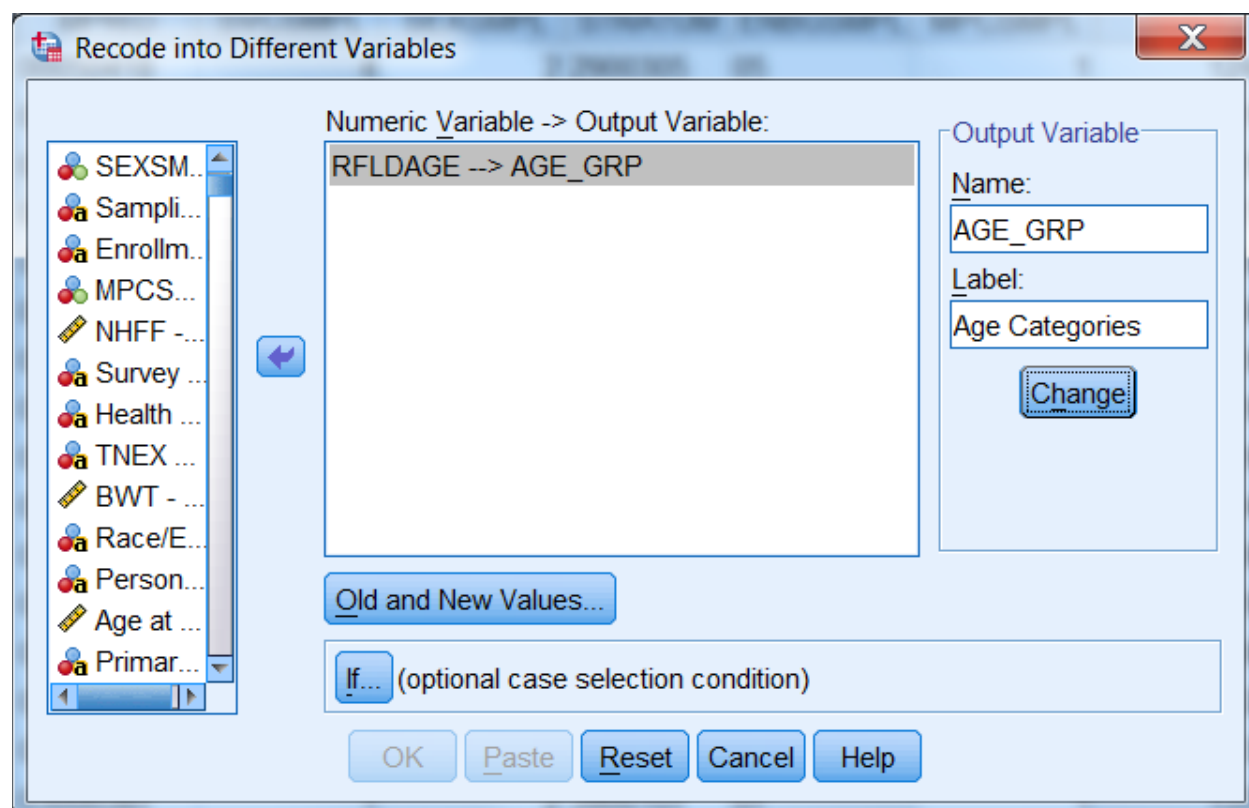 Recode into Different Variables
Numeric Variable -> Output Variable:
RFLDAGE --> AGE_GRP
SEXSM..
Sampli...
Enrollm..
MPCS...
NHFF -...
Survey ...
Health ...
TNEX ...
BWT - ...
Race/E...
Person...
Age at ...
Primar...
Output Variable
Name:
AGE_GRP
Label:
Age Categories
Change
Old and New Values...
If... (optional case selection condition)
OK Paste Reset Cancel Help